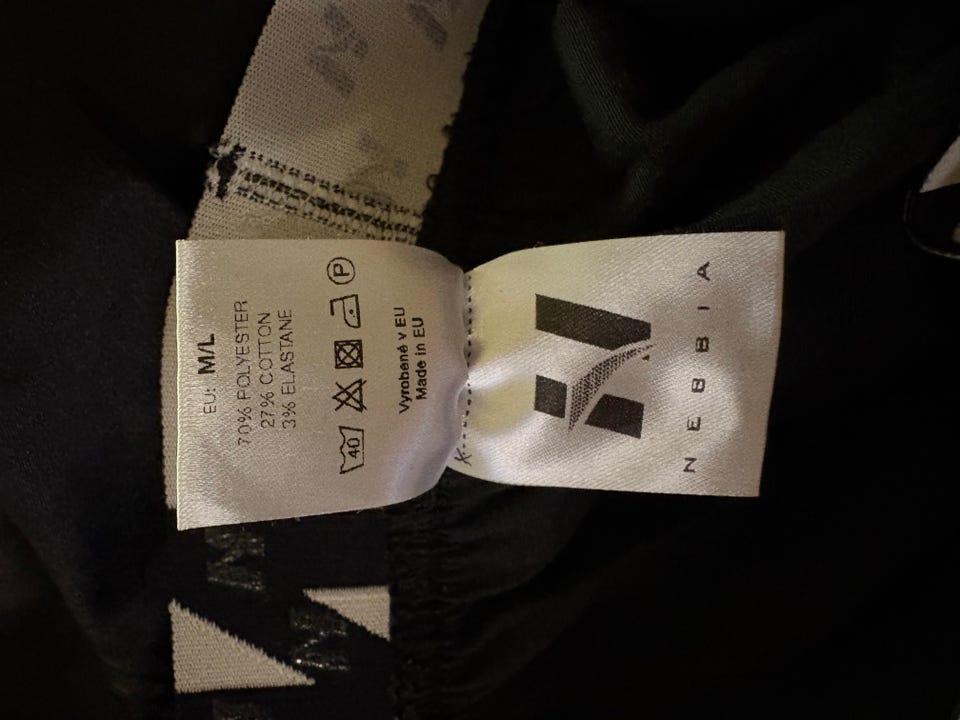 EU: M/L
70% POLYESTER
27% COTTON
3% ELASTANE
40
P
Vyrobené v EU
Made in EU
NEBBIA